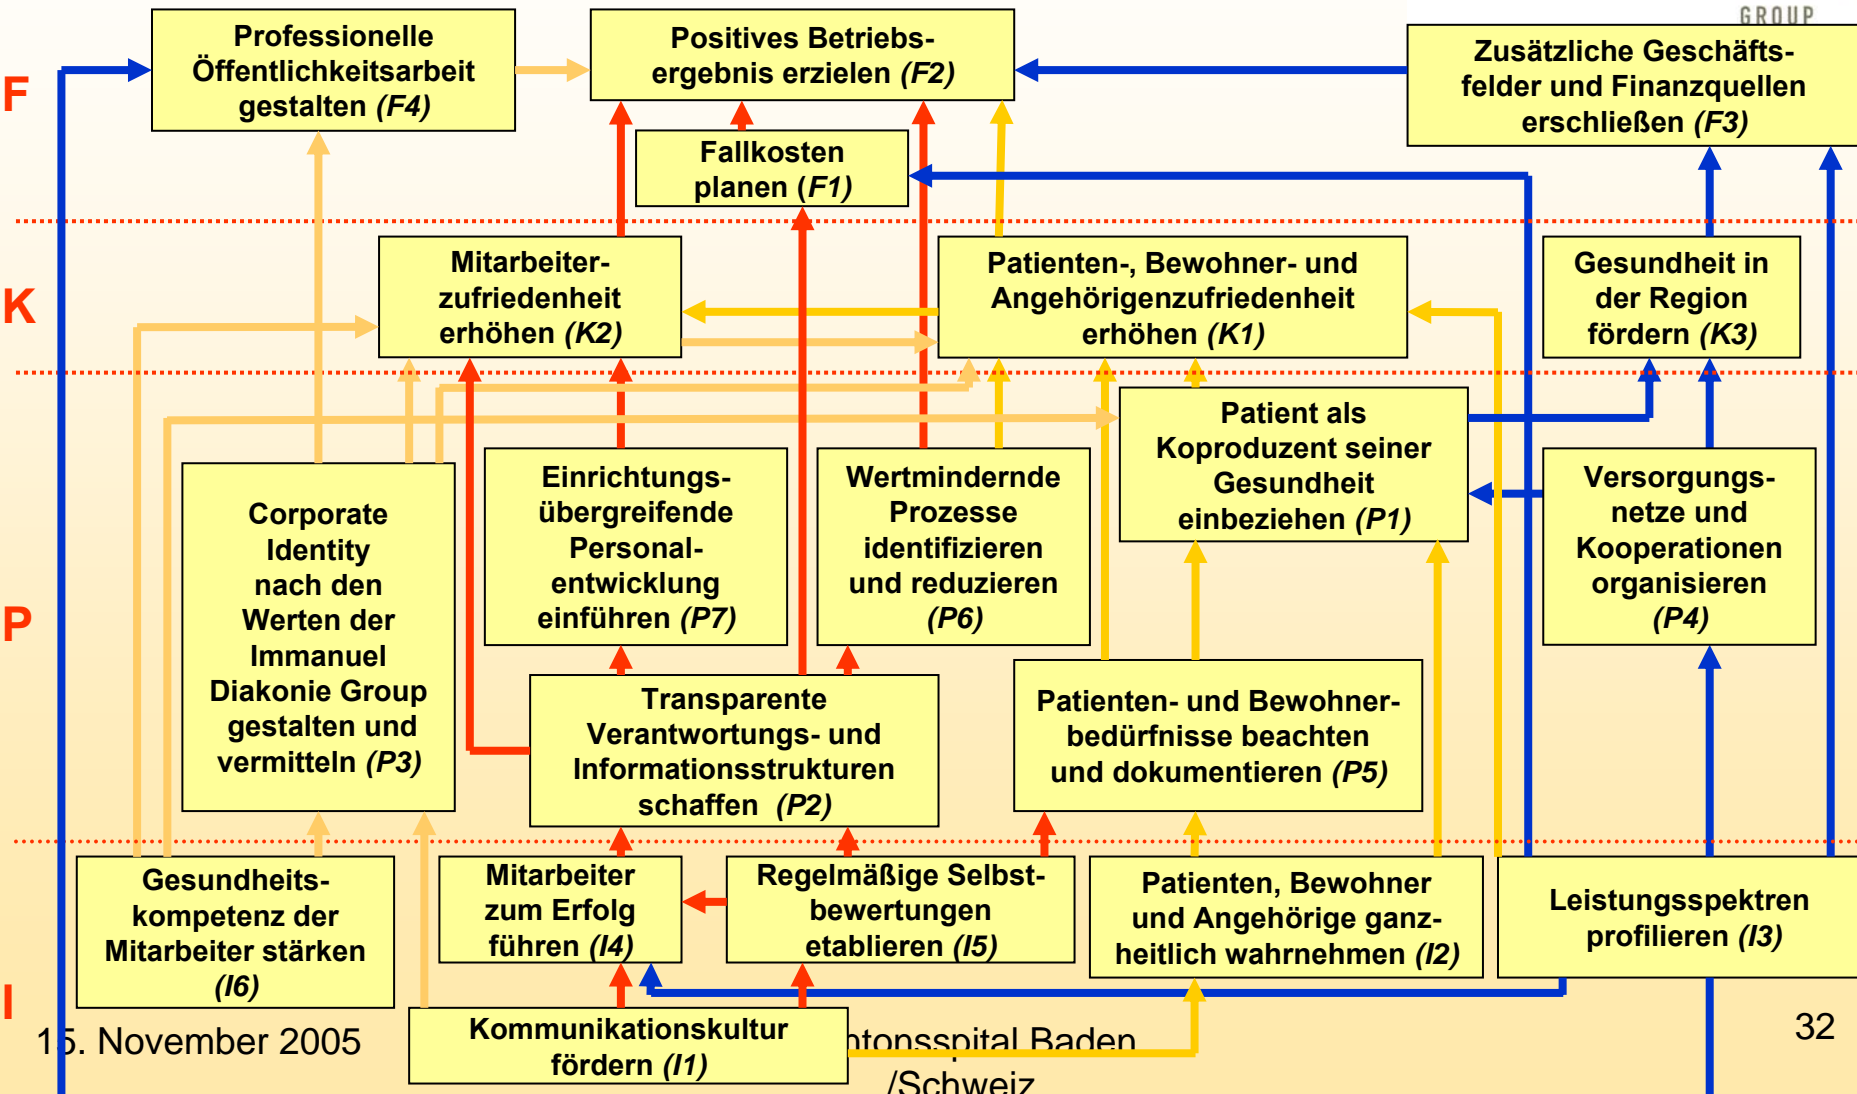 GROUP
F
Professionelle
Öffentlichkeitsarbeit
gestalten (F4)
Positives Betriebs-
ergebnis erzielen (F2)
Zusätzliche Geschäfts-
felder und Finanzquellen
erschließen (F3)
Fallkosten
planen (F1)
K
Mitarbeiter-
zufriedenheit
erhöhen (K2)
Patienten-, Bewohner- und
Angehörigenzufriedenheit
erhöhen (K1)
Gesundheit in
der Region
fördern (K3)
P
Corporate
Identity
nach den
Werten der
Immanuel
Diakonie Group
gestalten und
vermitteln (P3)
Einrichtungs-
übergreifende
Personal-
entwicklung
einführen (P7)
Wertmindernde
Prozesse
identifizieren
und reduzieren
(P6)
Patient als
Koproduzent seiner
Gesundheit
einbeziehen (P1)
Versorgungs-
netze und
Kooperationen
organisieren
(P4)
Transparente
Verantwortungs- und
Informationsstrukturen
schaffen (P2)
Patienten- und Bewohner-
bedürfnisse beachten
und dokumentieren (P5)
I
Gesundheits-
kompetenz der
Mitarbeiter stärken
(I6)
Mitarbeiter
zum Erfolg
führen (I4)
Regelmäßige Selbst-
bewertungen
etablieren (I5)
Patienten, Bewohner
und Angehörige ganz-
heitlich wahrnehmen (I2)
Leistungsspektren
profilieren (I3)
Kommunikationskultur
fördern (I1)
15. November 2005
ntonsspital Baden
/Schweiz
32